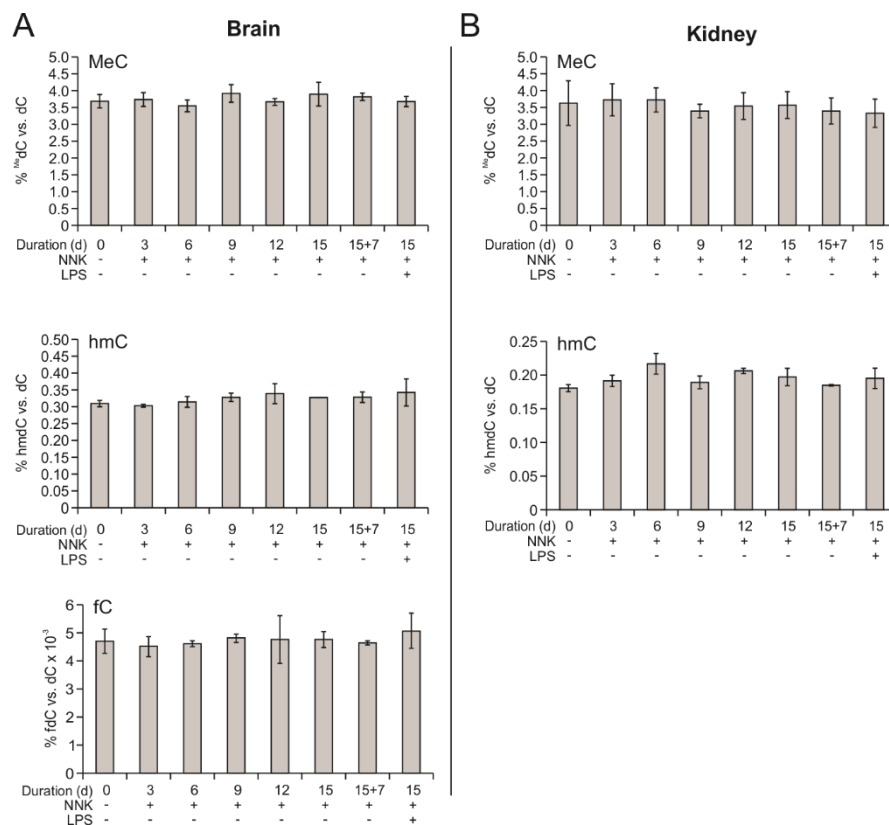 A
Brain
MeC
% MedC vs. dC
5.0
4.5
4.0
3.5
3.0
2.5
2.0
1.5
1.0
0.5
0
Duration (d) 0 3 6 9 12 15 15+7 15
NNK - + + + + + + +
LPS - - - - - - - +
hmC
% hmdC vs. dC
0.50
0.45
0.40
0.35
0.30
0.25
0.20
0.15
0.10
0.05
0
Duration (d) 0 3 6 9 12 15 15+7 15
NNK - + + + + + + +
LPS - - - - - - - +
fC
% fdC vs. dC x 10-3
6
5
4
3
2
1
0
Duration (d) 0 3 6 9 12 15 15+7 15
NNK - + + + + + + +
LPS - - - - - - - +
B
Kidney
MeC
% MedC vs. dC
5.0
4.5
4.0
3.5
3.0
2.5
2.0
1.5
1.0
0.5
0
Duration (d) 0 3 6 9 12 15 15+7 15
NNK - + + + + + + +
LPS - - - - - - - +
hmC
% hmdC vs. dC
0.25
0.20
0.15
0.10
0.05
0
Duration (d) 0 3 6 9 12 15 15+7 15
NNK - + + + + + + +
LPS - - - - - - - +